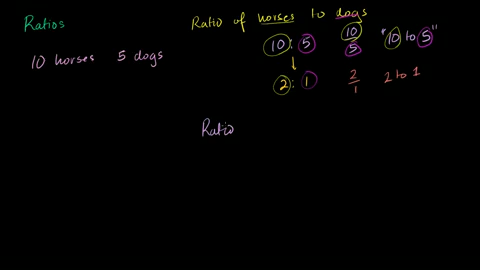 Ratios
10 horses 5 dogs
Ratio of horses to dogs
10 : 5 10/5 "10 to 5"
2 : 1 2/1 2 to 1
Ratio